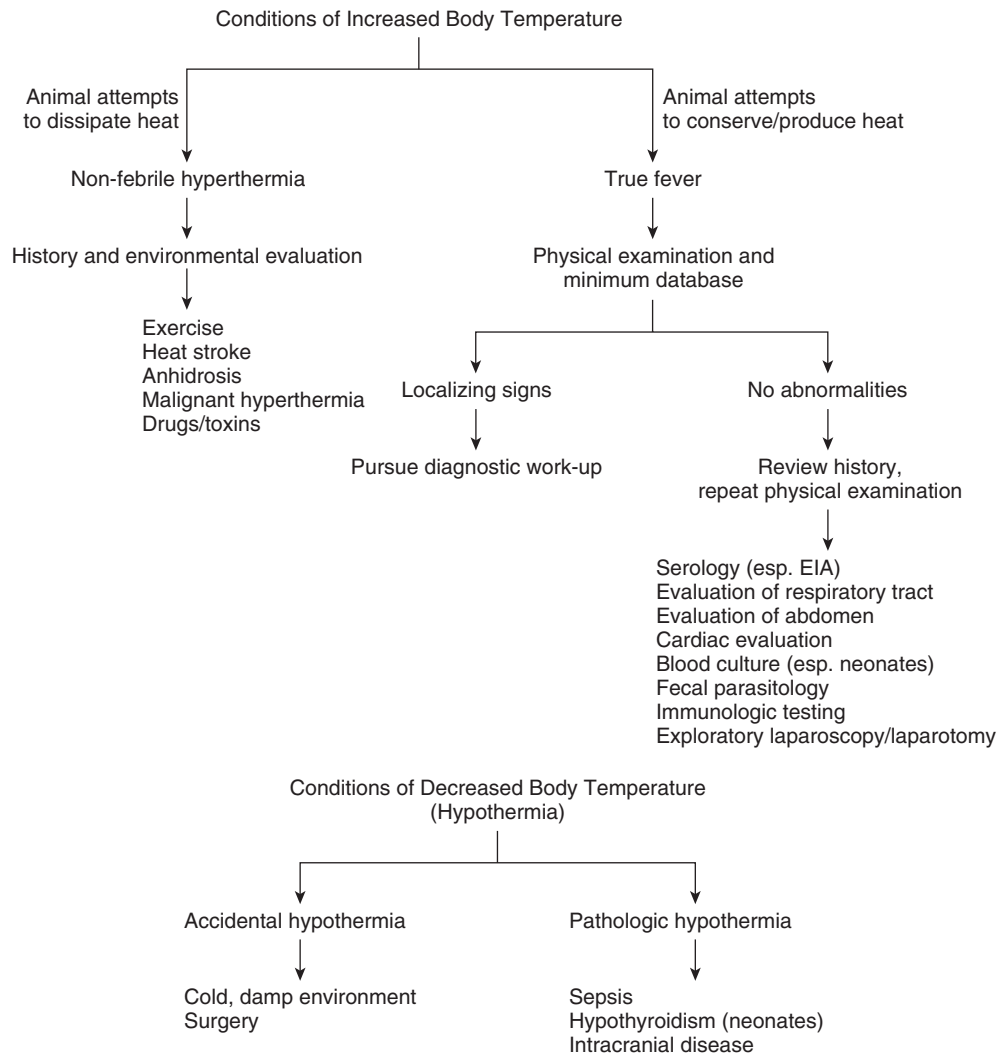 Conditions of Increased Body Temperature
Animal attempts
to dissipate heat
Animal attempts
to conserve/produce heat
Non-febrile hyperthermia
True fever
History and environmental evaluation
Physical examination and
minimum database
Exercise
Heat stroke
Anhidrosis
Malignant hyperthermia
Drugs/toxins
Localizing signs
No abnormalities
Pursue diagnostic work-up
Review history,
repeat physical examination
Serology (esp. EIA)
Evaluation of respiratory tract
Evaluation of abdomen
Cardiac evaluation
Blood culture (esp. neonates)
Fecal parasitology
Immunologic testing
Exploratory laparoscopy/laparotomy
Conditions of Decreased Body Temperature
(Hypothermia)
Accidental hypothermia
Pathologic hypothermia
Cold, damp environment
Surgery
Sepsis
Hypothyroidism (neonates)
Intracranial disease